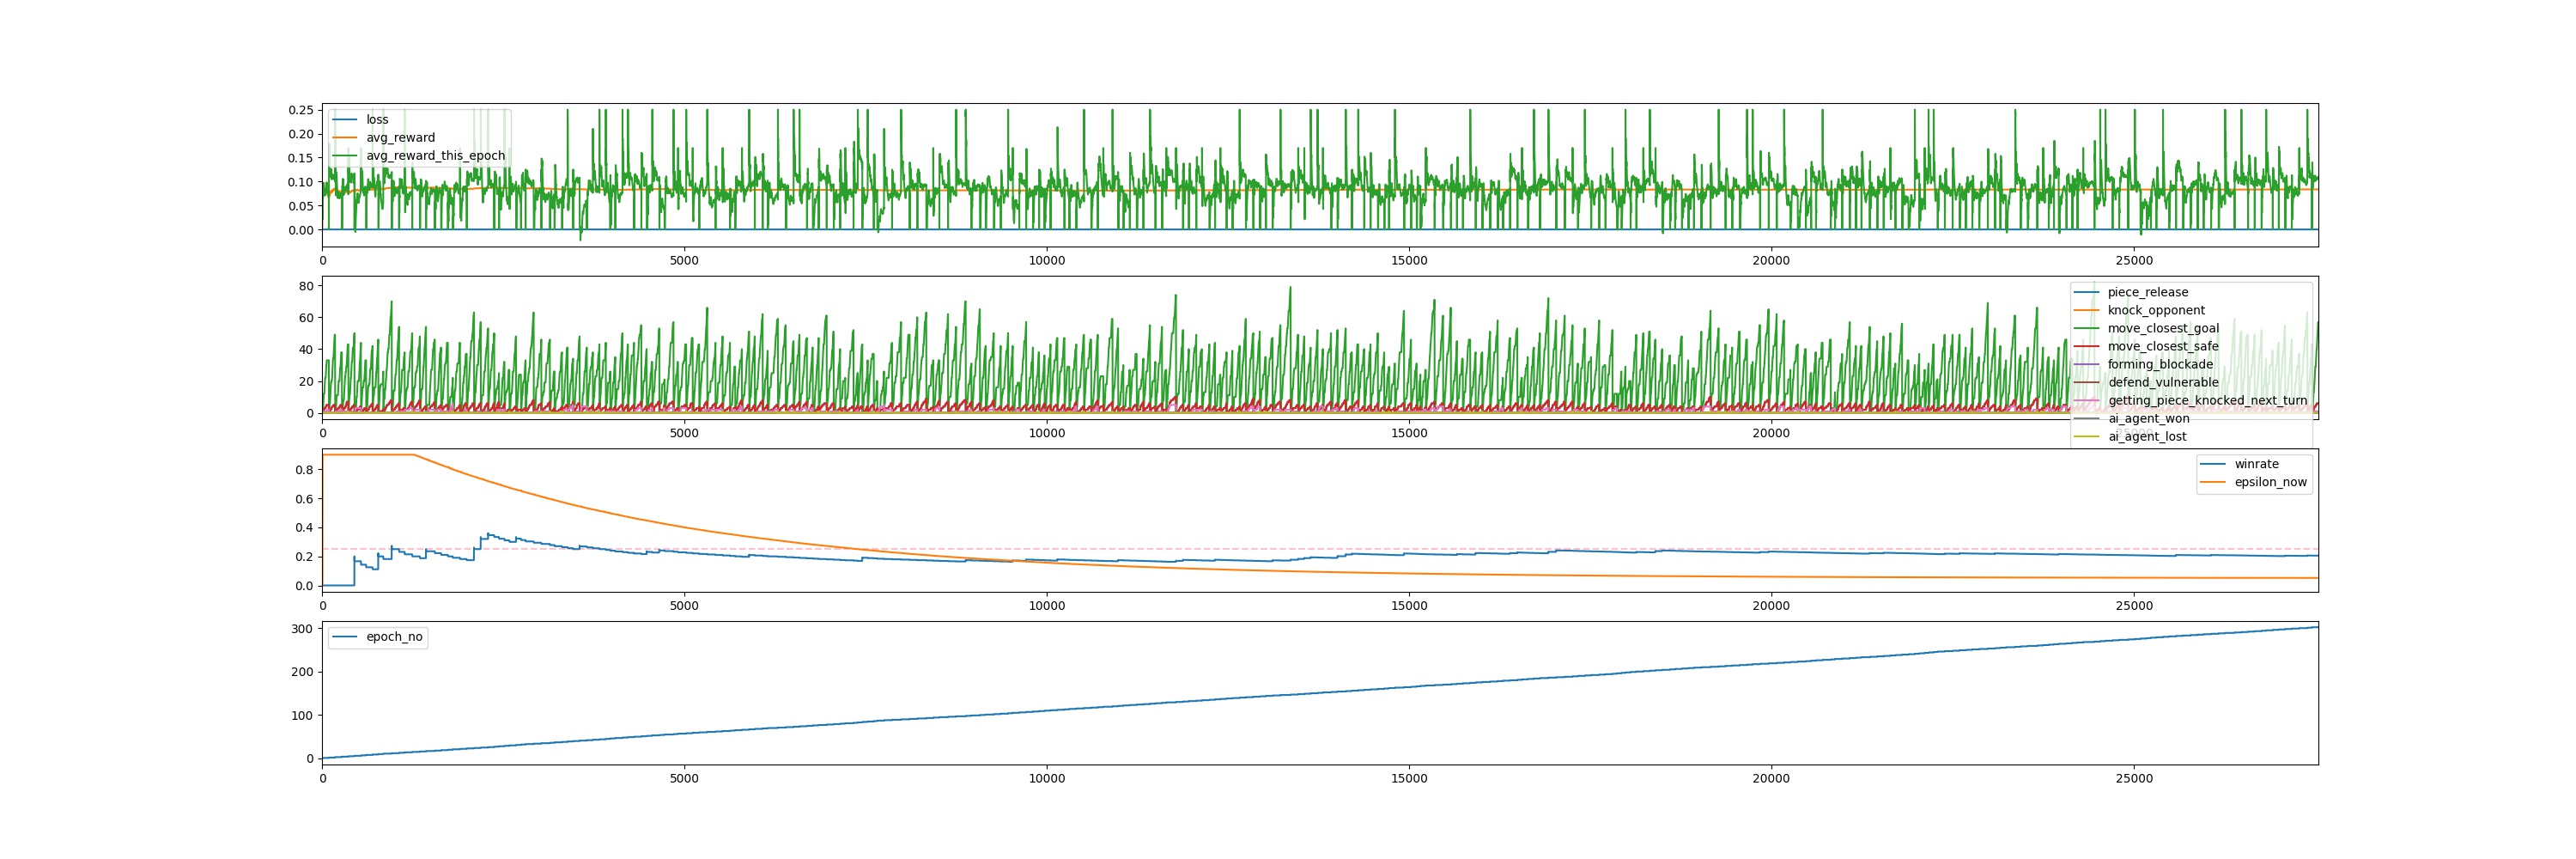 0.25
0.20
0.15
0.10
0.05
0.00
loss
avg_reward
avg_reward_this_epoch
0 5000 10000 15000 20000 25000
80
60
40
20
0
piece_release
knock_opponent
move_closest_goal
move_closest_safe
forming_blockade
defend_vulnerable
getting_piece_knocked_next_turn
ai_agent_won
ai_agent_lost
0 5000 10000 15000 20000 25000
0.8
0.6
0.4
0.2
0.0
winrate
epsilon_now
0 5000 10000 15000 20000 25000
300
200
100
0
epoch_no
0 5000 10000 15000 20000 25000